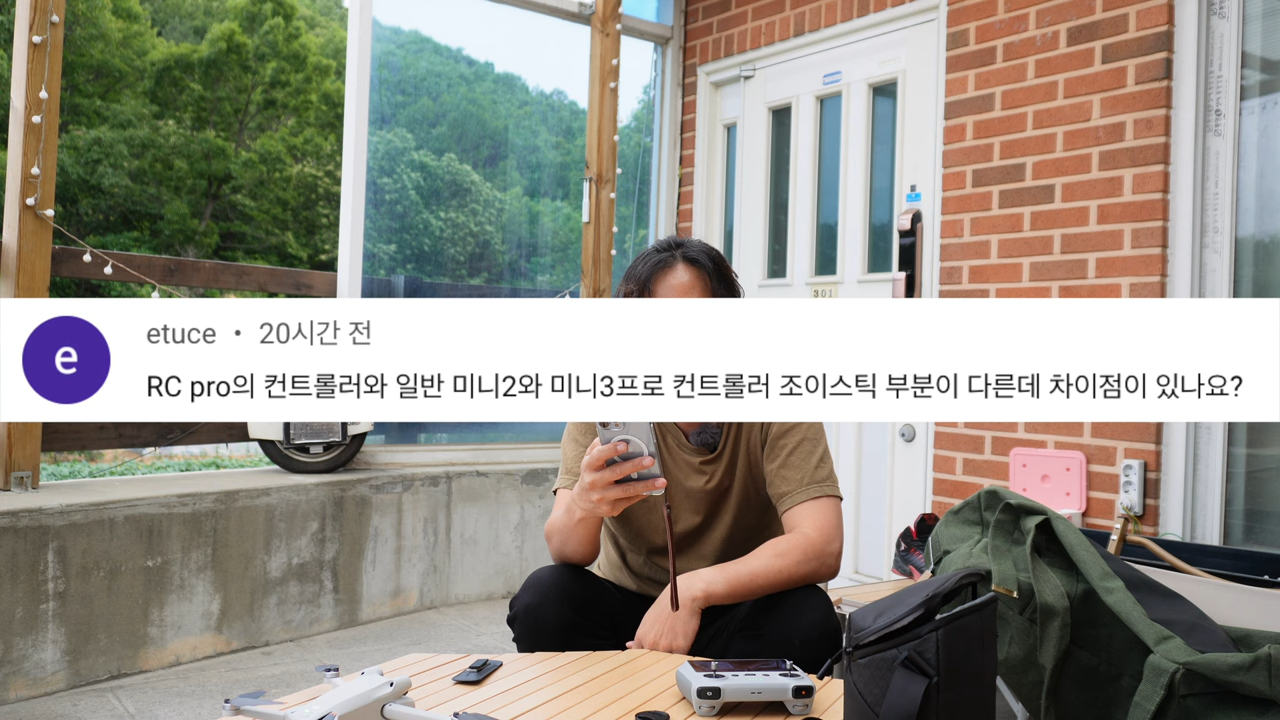 301
e
etuce • 20시간 전
RC pro의 컨트롤러와 일반 미니2와 미니3프로 컨트롤러 조이스틱 부분이 다른데 차이점이 있나요?